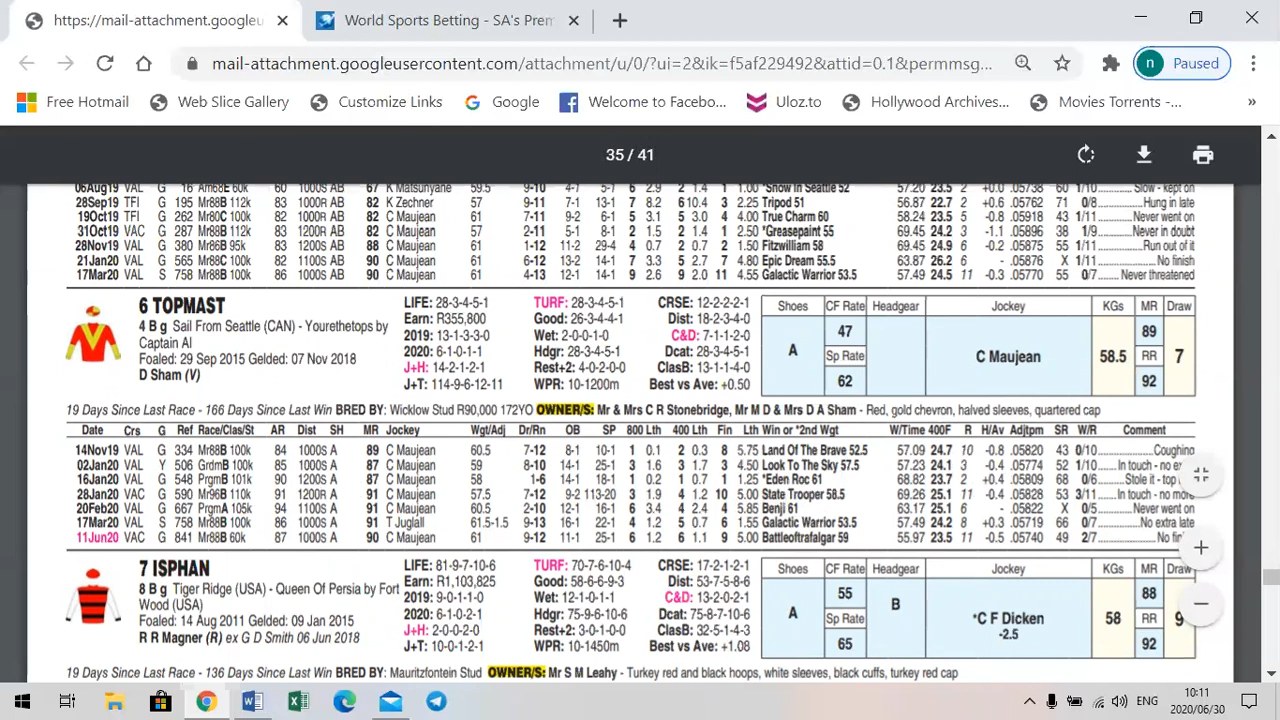 https://mail-attachment.googleu
World Sports Betting - SA's Prem
mail-attachment.googleusercontent.com/attachment/u/0/?ui=2&ik=f5af229492&attid=0.1&permmsg...
n Paused
Free Hotmail Web Slice Gallery Customize Links Google Welcome to Facebo... Uloz.to Hollywood Archives... Movies Torrents -... »
35 / 41
06Aug19 VAL G 16 Am68E 60k 60 1000S AB 67 K Matsunyane 59.5 9-10 4-7 5-7 6 2.9 2 1.4 1 1.00 *Snow In Seattle 52 57.20 23.5 2 +0.0 .05738 60 1/10 Slow - kept on
28Sep19 TFI G 195 Mr88B 112k 82 1000R AB 82 K Zechner 57 9-11 7-1 13-1 7 8.2 6 10.4 3 2.25 Tripod 51 56.87 22.7 2 +0.6 .05762 71 0/8 Hung in late
19Oct19 TFI G 262 Mr88C 100k 83 1000R AB 82 C Maujean 61 7-11 9-2 6-1 5 3.1 5 3.0 4 4.00 True Charm 60 58.24 23.5 5 -0.8 .05918 43 1/11 Never went on
31Oct19 VAC G 287 Mr88B 112k 83 1200R AB 82 C Maujean 57 2-11 5-1 8-1 2 1.5 2 1.4 1 2.50 *Greasepaint 55 69.45 24.2 3 -1.1 .05896 38 1/9 Never in doubt
28Nov19 VAL G 380 Mr96B 95k 83 1200S AB 88 C Maujean 61 1-12 11-2 29-4 4 0.7 2 0.7 2 1.50 Fitzwilliam 58 69.45 24.9 6 -0.2 .05875 55 1/11 Run out of it
21Jan20 VAL G 565 Mr88C 100k 82 1100S AB 90 C Maujean 61 6-12 13-2 14-1 7 3.3 5 2.7 7 4.80 Epic Dream 55.5 63.87 26.2 6 - .05876 X 0/11 No finish
17Mar20 VAL S 758 Mr88B 100k 86 1000S AB 90 C Maujean 61 4-13 12-1 14-1 9 2.6 9 2.0 11 4.55 Galactic Warrior 53.5 57.49 24.5 11 -0.3 .05770 55 0/7 Never threatened
6 TOPMAST
4 B g Sail From Seattle (CAN) - Yourethetops by
Captain Al
Foaled: 29 Sep 2015 Gelded: 07 Nov 2018
D Sham (V)
LIFE: 28-3-4-5-1 TURF: 28-3-4-5-1 CRSE: 12-2-2-2-1
Earn: R355,800 Good: 26-3-4-4-1 Dist: 18-2-3-4-0
2019: 13-1-3-3-0 Wet: 2-0-0-1-0 C&D: 7-1-1-2-0
2020: 6-1-0-1-1 Hdgr: 28-3-4-5-1 Dcat: 28-3-4-5-1
J+H: 14-2-1-2-1 Rest+2: 4-0-2-0-0 ClasB: 13-1-1-4-0
J+T: 114-9-6-12-11 WPR: 10-1200m Best vs Ave: +0.50
Shoes CF Rate Headgear Jockey KGs MR Draw
A 47 Sp Rate 62 C Maujean 58.5 89 RR 92 7
19 Days Since Last Race - 166 Days Since Last Win BRED BY: Wicklow Stud R90,000 172YO OWNER/S: Mr & Mrs C R Stonebridge, Mr M D & Mrs D A Sham - Red, gold chevron, halved sleeves, quartered cap
Date Crs G Ref Race/Clas/St AR Dist SH MR Jockey Wgt/Adj Dr/Rn OB SP 800 Lth 400 Lth Fin Lth Win or *2nd Wgt W/Time 400F R H/Av Adjtpm SR W/R Comment
14Nov19 VAL G 334 Mr88B 100k 84 1000S A 89 C Maujean 60.5 7-12 8-1 10-1 1 0.1 2 0.3 8 5.75 Land Of The Brave 52.5 57.09 24.7 10 -0.8 .05820 43 0/10 Coughing
02Jan20 VAL Y 506 GrdmB 100k 85 1000S A 87 C Maujean 59 8-10 14-1 25-1 3 1.6 3 1.7 3 4.50 Look To The Sky 57.5 57.23 24.1 3 -0.4 .05774 52 1/10 In touch - no ex
16Jan20 VAL G 548 PrgmB 101k 90 1200S A 87 C Maujean 58 1-6 14-1 18-1 1 0.2 1 0.7 1 1.25 *Eden Roc 61 68.82 23.7 2 +0.4 .05809 68 0/6 Stole it - top
28Jan20 VAC G 590 Mr96B 110k 91 1200R A 91 C Maujean 57.5 7-12 9-2 113-20 3 1.9 4 1.2 10 5.00 State Trooper 58.5 69.26 25.1 11 -0.4 .05828 53 3/11 In touch - no more
20Feb20 VAL G 667 PrgmA 105k 94 1100S A 91 C Maujean 60.5 2-10 12-1 16-1 6 3.4 4 2.4 4 5.85 Benji 61 63.17 25.1 5 - .05822 X 0/5 Never went on
17Mar20 VAL S 758 Mr88B 100k 86 1000S A 91 T Juglall 61.5-1.5 9-13 16-1 22-1 4 1.2 5 0.7 6 1.55 Galactic Warrior 53.5 57.49 24.2 8 +0.3 .05719 66 0/7 No extra late
11Jun20 VAC G 841 Mr88B 60k 87 1000S A 90 C Maujean 61 9-12 11-1 25-1 6 1.2 6 1.1 9 5.00 Battleoftrafalgar 59 55.97 23.5 11 -0.5 .05740 49 2/7
7 ISPHAN
8 B g Tiger Ridge (USA) - Queen Of Persia by Fort
Wood (USA)
Foaled: 14 Aug 2011 Gelded: 09 Jan 2015
R R Magner (R) ex G D Smith 06 Jun 2018
LIFE: 81-9-7-10-6 TURF: 70-7-6-10-4 CRSE: 17-2-2-1-1
Earn: R1,103,825 Good: 58-6-6-9-3 Dist: 53-7-5-8-6
2019: 9-0-1-1-0 Wet: 12-1-0-1-1 C&D: 13-2-0-2-1
2020: 6-1-0-2-1 Hdgr: 75-9-6-10-6 Dcat: 75-8-7-10-6
J+H: 2-0-0-2-0 Rest+2: 3-0-1-0-0 ClasB: 32-5-1-4-3
J+T: 10-0-1-2-1 WPR: 10-1450m Best vs Ave: +1.08
Shoes CF Rate Headgear Jockey KGs MR Draw
A 55 Sp Rate 65 B *C F Dicken -2.5 58 88 RR 92 9
19 Days Since Last Race - 136 Days Since Last Win BRED BY: Mauritzfontein Stud OWNER/S: Mr S M Leahy - Turkey red and black hoops, white sleeves, black cuffs, turkey red cap
ENG 10:11
2020/06/30